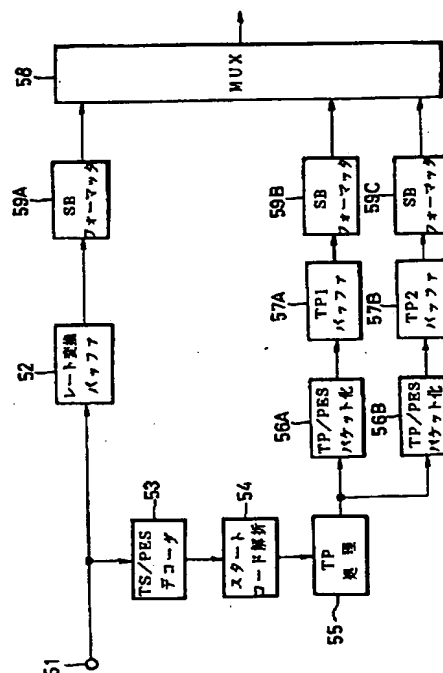 51
52
レート変換
バッファ
59A
SB
フォーマッタ
58
MUX
53
TS/PES
デコーダ
54
スタート
コード解析
55
TP
処理
56A
TP/PES
パケット化
57A
TP1
バッファ
59B
SB
フォーマッタ
56B
TP/PES
パケット化
57B
TP2
バッファ
59C
SB
フォーマッタ